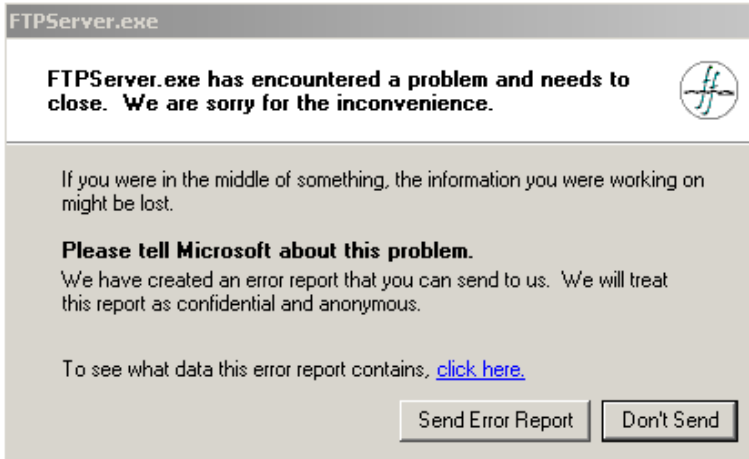 FTPServer.exe
FTPServer.exe has encountered a problem and needs to
close.  We are sorry for the inconvenience.
If you were in the middle of something, the information you were working on
might be lost.
Please tell Microsoft about this problem.
We have created an error report that you can send to us.  We will treat
this report as confidential and anonymous.
To see what data this error report contains, click here.
Send Error Report
Don't Send